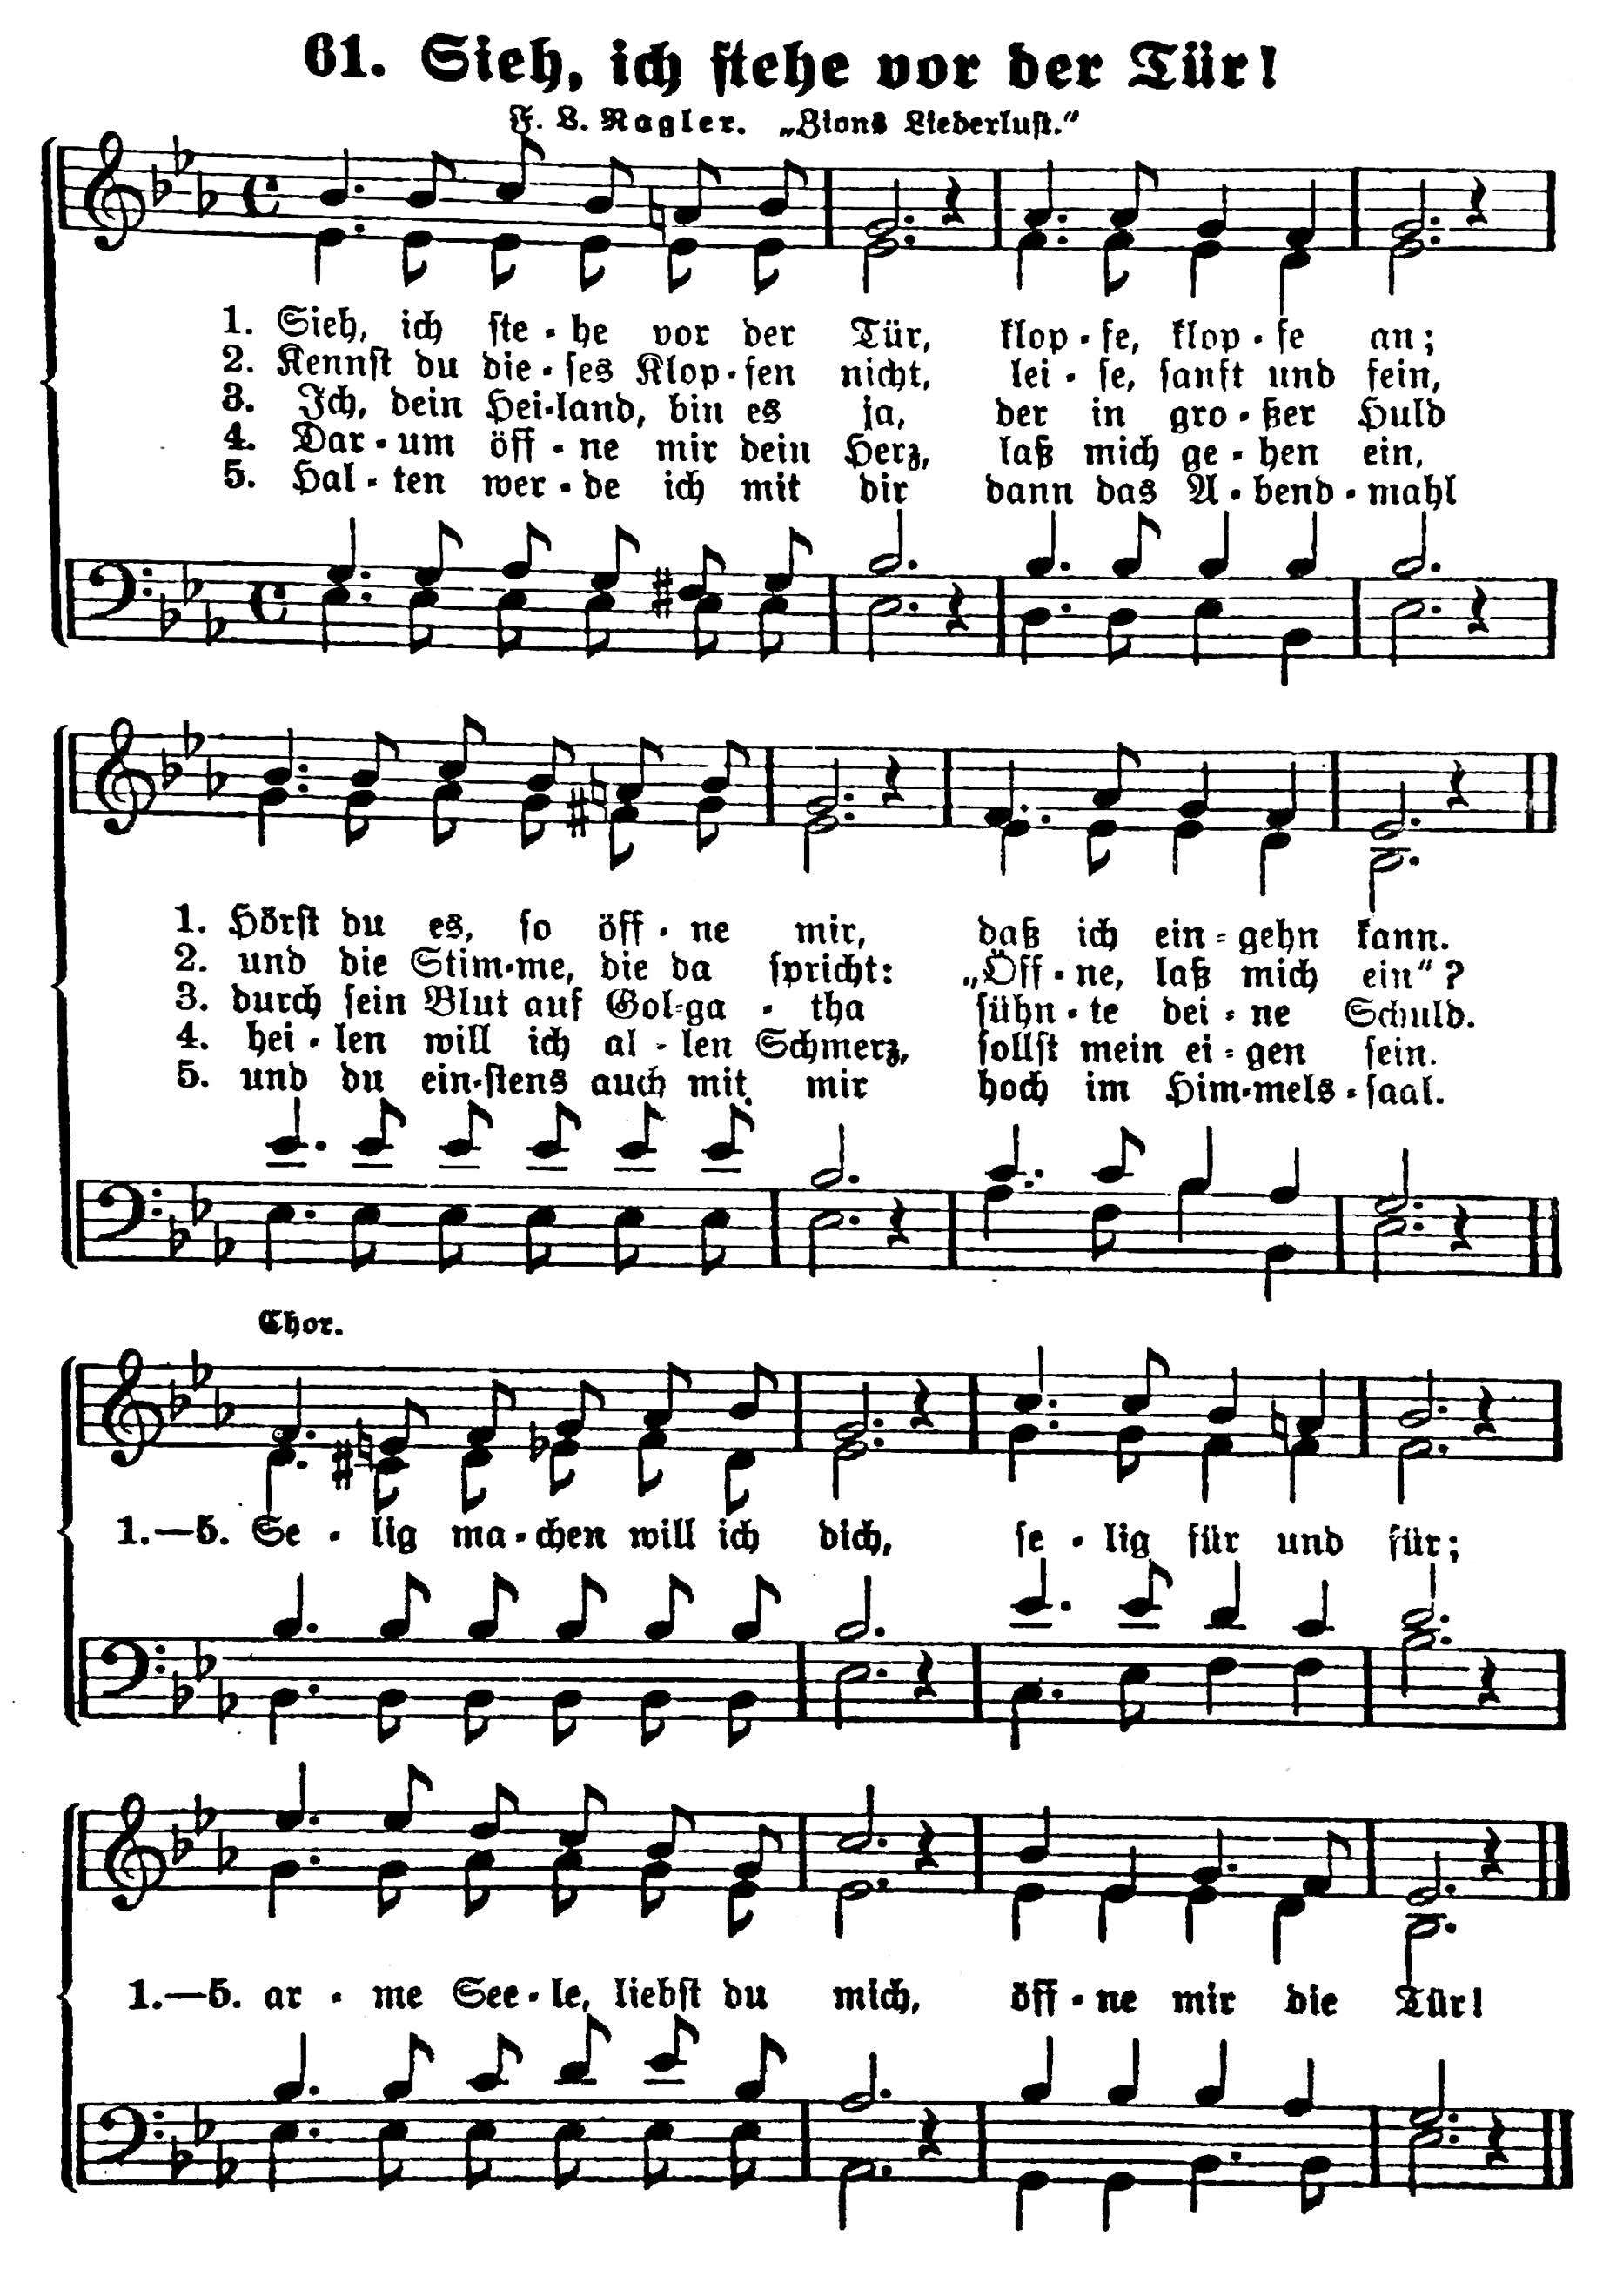 61. Sieh, ich stehe vor der Tür!
F. L. Nagler. „Zions Liederlust.“
1. Sieh, ich ste-he vor der Tür, klop-fe, klop-fe an;
2. Kennst du die-ses Klop-fen nicht, lei-se, sanft und fein,
3. Ich, dein Hei-land, bin es ja, der in gro-ßer Huld
4. Dar-um öff-ne mir dein Herz, laß mich ge-hen ein,
5. Hal-ten wer-de ich mit dir dann das A-bend-mahl
1. Hörst du es, so öff-ne mir, daß ich ein-gehn kann.
2. und die Stim-me, die da spricht: „Öff-ne, laß mich ein“?
3. durch sein Blut auf Gol-ga-tha sühn-te dei-ne Schuld.
4. hei-len will ich al-len Schmerz, sollst mein ei-gen sein.
5. und du ein-stens auch mit mir hoch im Him-mels-saal.
Chor.
1.—5. Se-lig ma-chen will ich dich, se-lig für und für;
1.—5. ar-me See-le, liebst du mich, öff-ne mir die Tür!